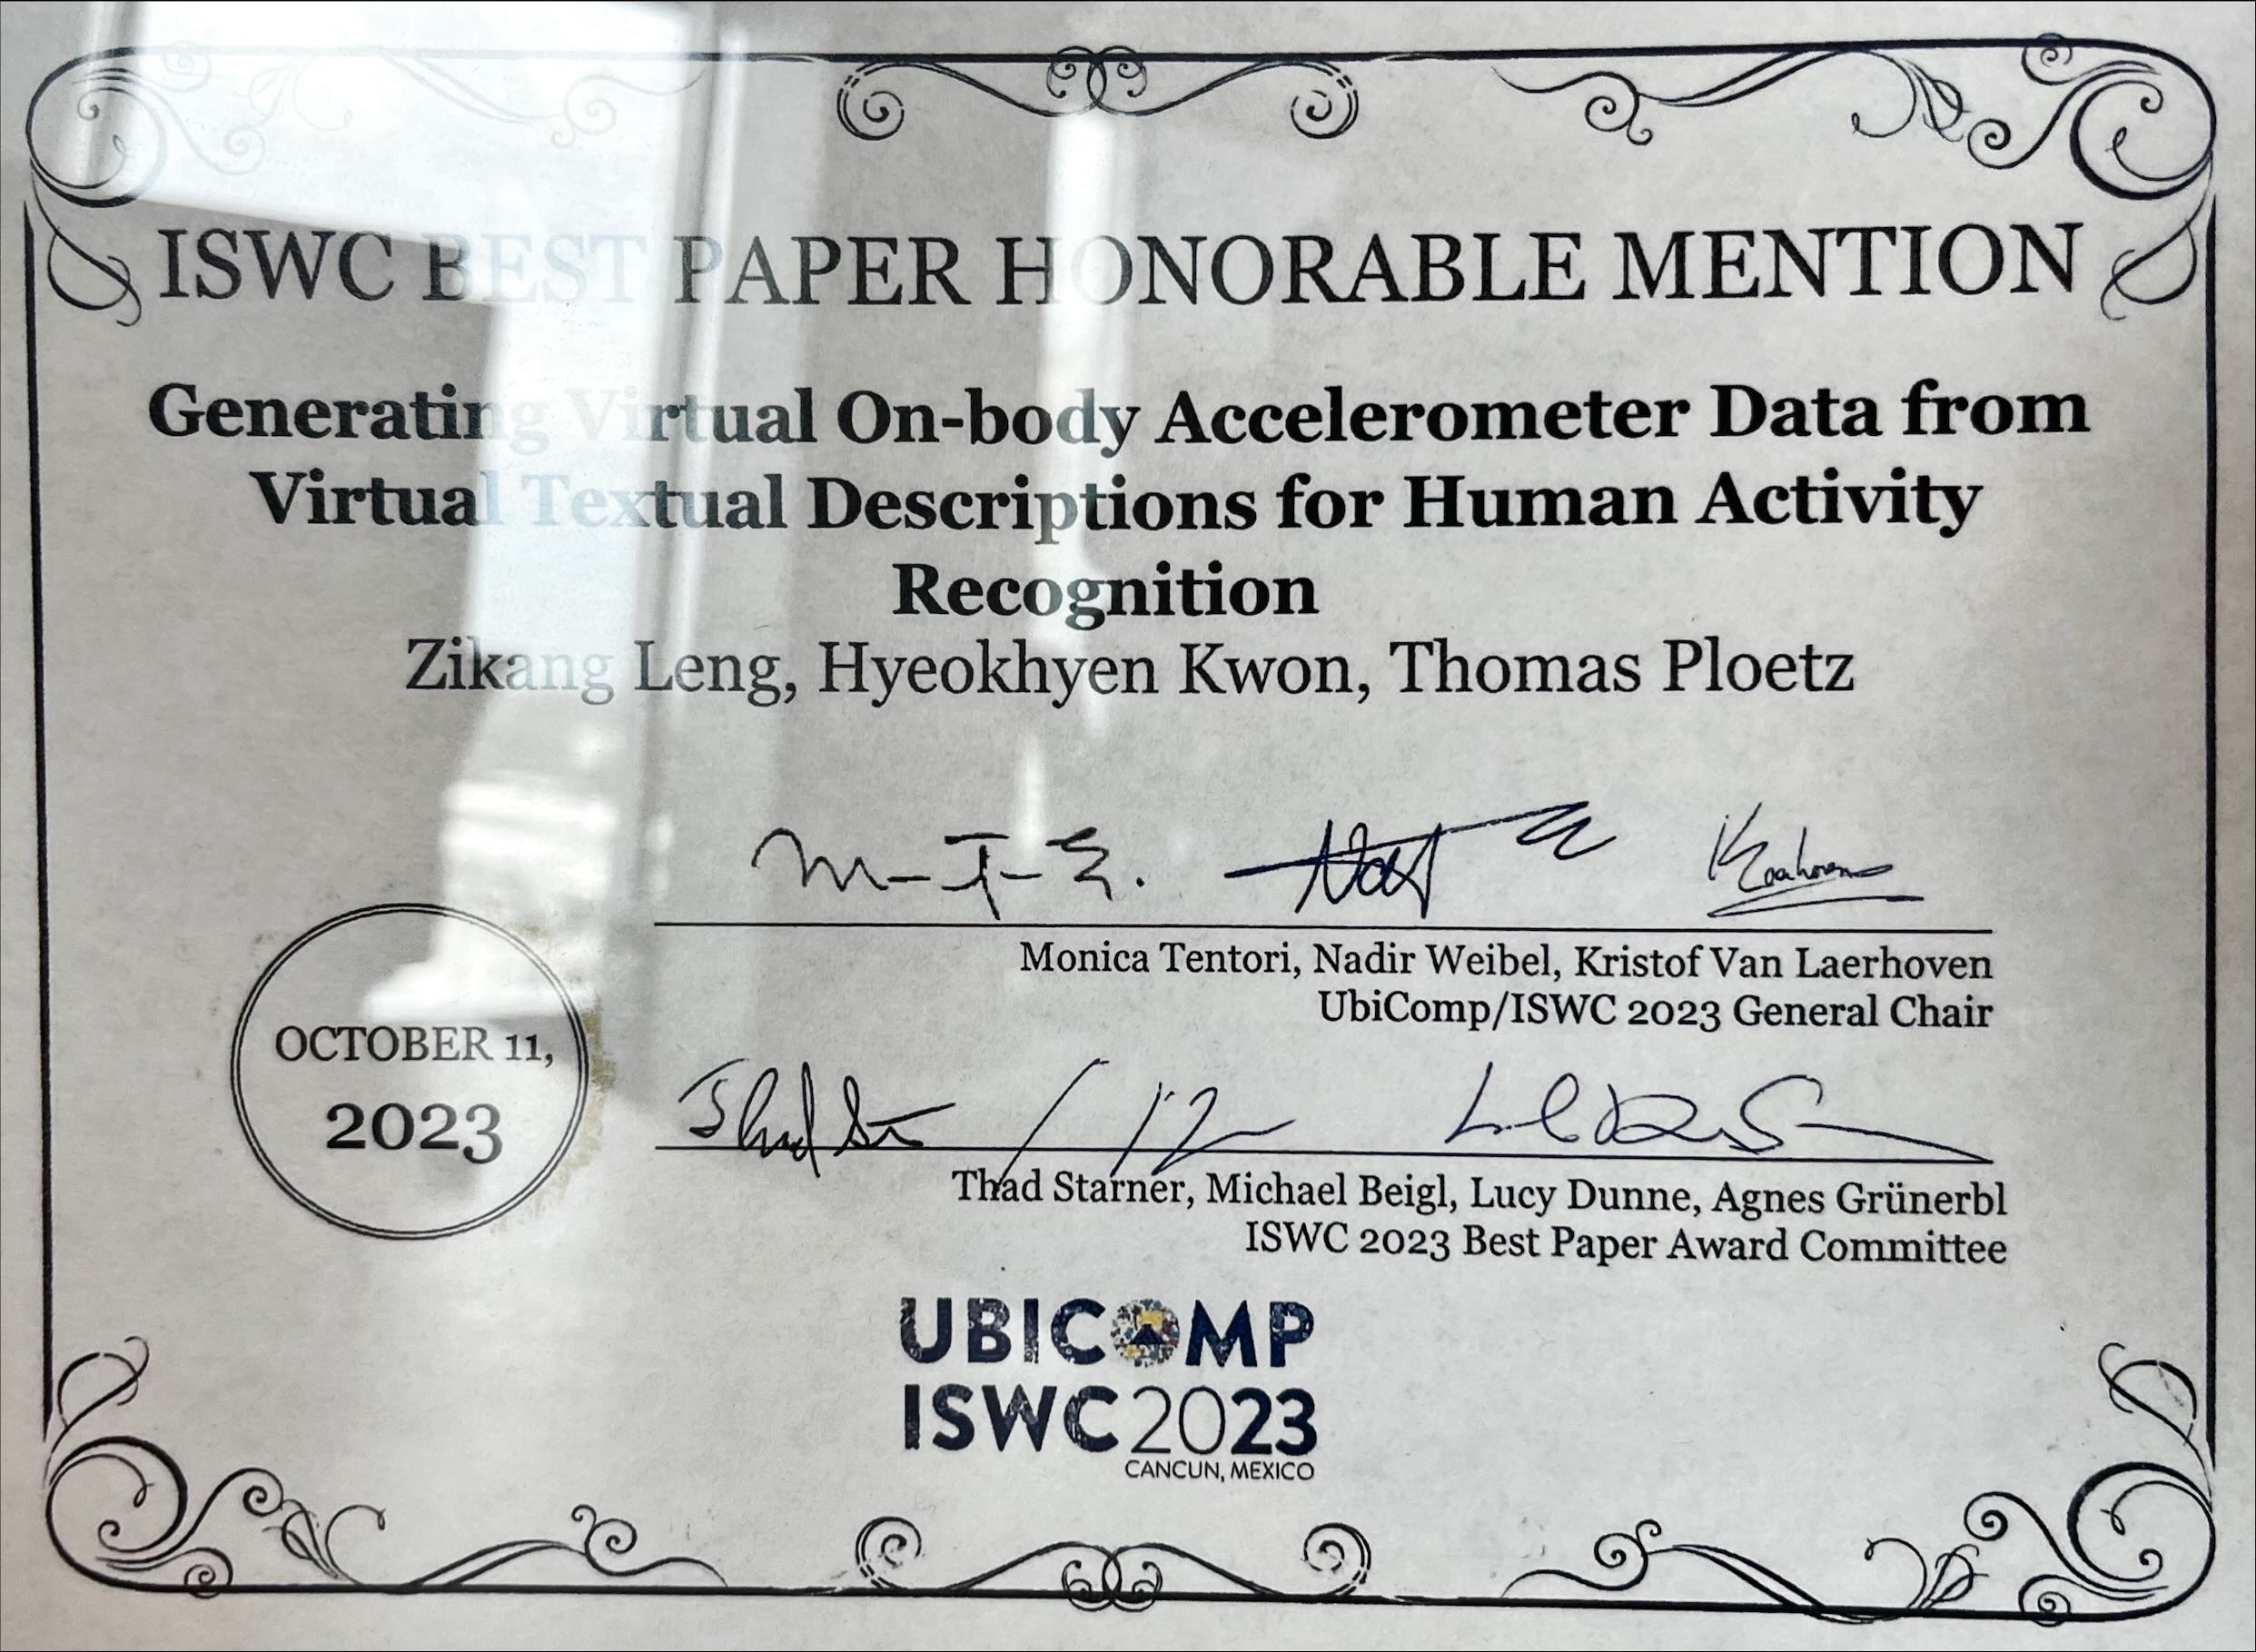 ISWC BEST PAPER HONORABLE MENTION
Generating Virtual On-body Accelerometer Data from
Virtual Textual Descriptions for Human Activity
Recognition
Zikang Leng, Hyeokhyen Kwon, Thomas Ploetz
Monica Tentori, Nadir Weibel, Kristof Van Laerhoven
UbiComp/ISWC 2023 General Chair
OCTOBER 11,
2023
Thad Starner, Michael Beigl, Lucy Dunne, Agnes Grünerbl
ISWC 2023 Best Paper Award Committee
UBICOMP
ISWC 2023
CANCUN, MEXICO